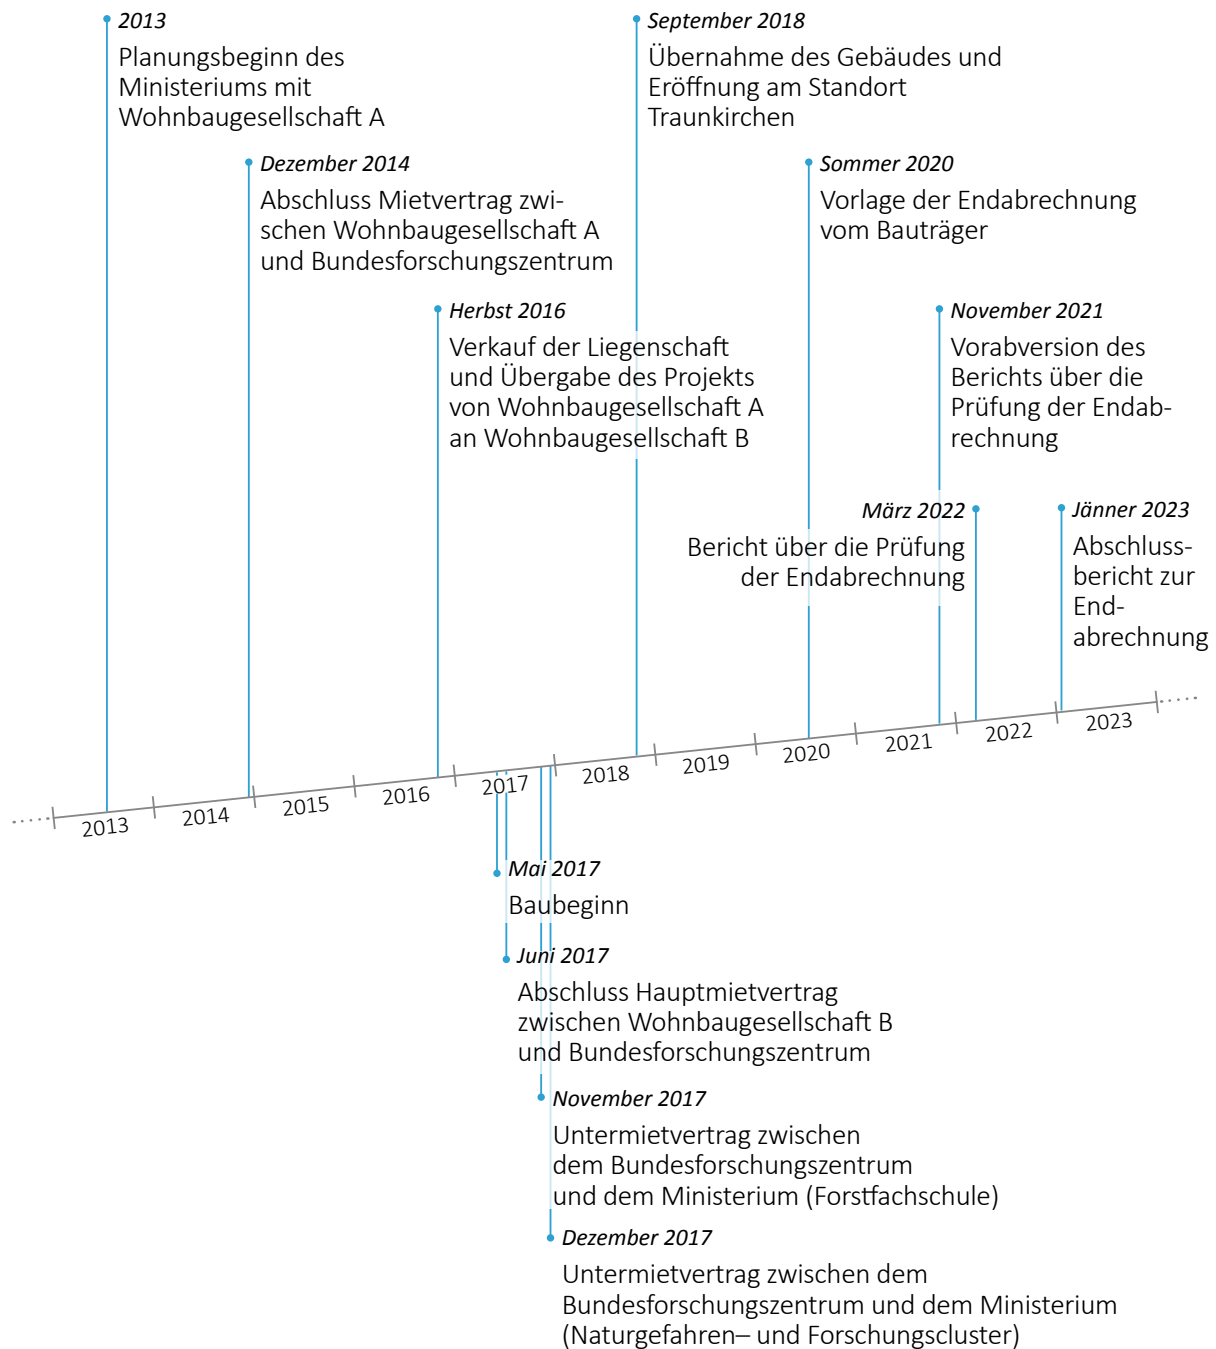 2013
Planungsbeginn des
Ministeriums mit
Wohnbaugesellschaft A
September 2018
Übernahme des Gebäudes und
Eröffnung am Standort
Traunkirchen
Dezember 2014
Abschluss Mietvertrag zwi-
schen Wohnbaugesellschaft A
und Bundesforschungszentrum
Sommer 2020
Vorlage der Endabrechnung
vom Bauträger
Herbst 2016
Verkauf der Liegenschaft
und Übergabe des Projekts
von Wohnbaugesellschaft A
an Wohnbaugesellschaft B
November 2021
Vorabversion des
Berichts über die
Prüfung der Endab-
rechnung
März 2022
Bericht über die Prüfung
der Endabrechnung
Jänner 2023
Abschluss-
bericht zur
End-
abrechnung
2013
2014
2015
2016
2017
2018
2019
2020
2021
2022
2023
Mai 2017
Baubeginn
Juni 2017
Abschluss Hauptmietvertrag
zwischen Wohnbaugesellschaft B
und Bundesforschungszentrum
November 2017
Untermietvertrag zwischen
dem Bundesforschungszentrum
und dem Ministerium (Forstfachschule)
Dezember 2017
Untermietvertrag zwischen dem
Bundesforschungszentrum und dem Ministerium
(Naturgefahren– und Forschungscluster)